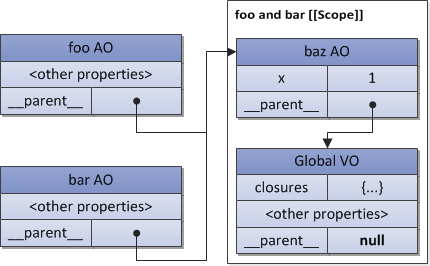 foo AO
<other properties>
__parent__
bar AO
<other properties>
__parent__
foo and bar [[Scope]]
baz AO
x 1
__parent__
Global VO
closures {...}
<other properties>
__parent__ null